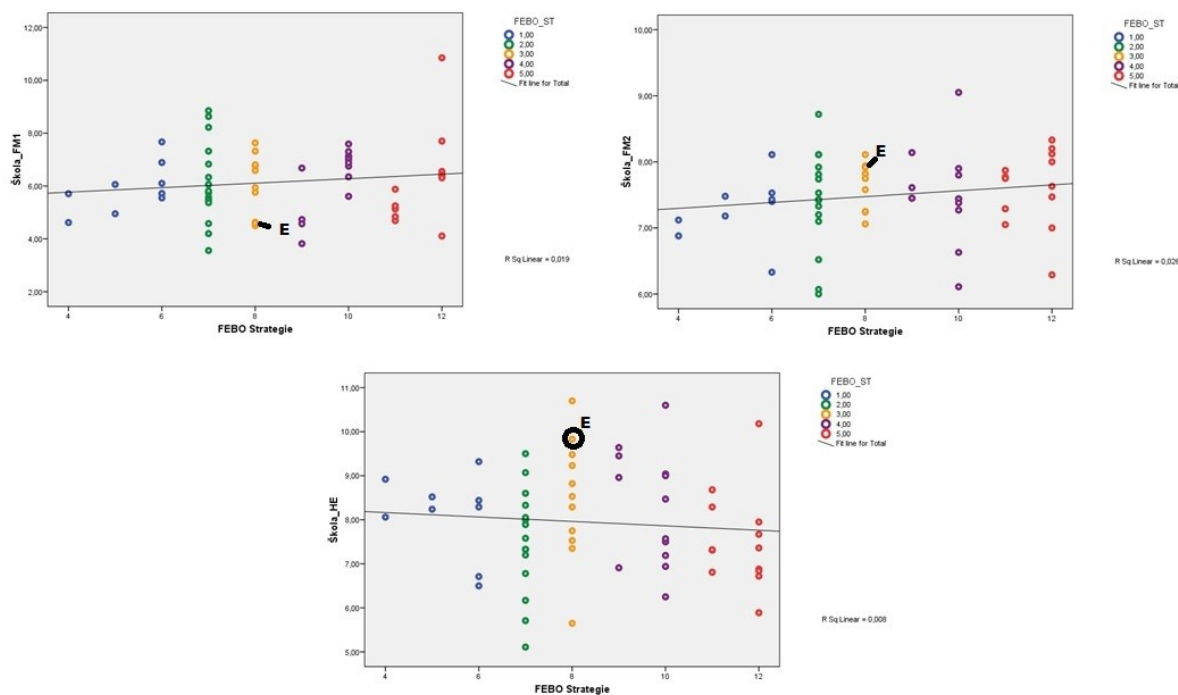 FEBO_ST
12,00
1,00
2,00
10,00
3,00
4,00
5,00
Fit line for Total
8,00
Škola_FM1
6,00
4,00
E
2,00
R Sq Linear = 0,019
4 6 8 10 12
FEBO Strategie
FEBO_ST
10,00
1,00
2,00
3,00
4,00
9,00
5,00
Fit line for Total
E
8,00
Škola_FM2
7,00
6,00
R Sq Linear = 0,026
4 6 8 10 12
FEBO Strategie
FEBO_ST
11,00
1,00
2,00
3,00
10,00
4,00
5,00
Fit line for Total
E
9,00
8,00
Škola_HE
7,00
6,00
5,00
R Sq Linear = 0,008
4 6 8 10 12
FEBO Strategie